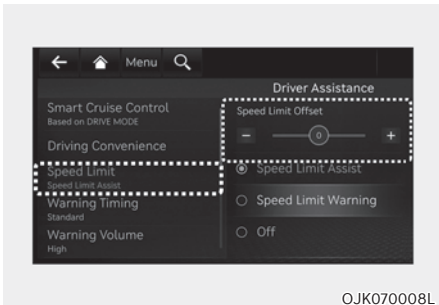 Menu
Driver Assistance
Smart Cruise Control
Based on DRIVE MODE
Driving Convenience
Speed Limit
Speed Limit Assist
Warning Timing
Standard
Warning Volume
High
Speed Limit Offset
- 0 +
Speed Limit Assist
Speed Limit Warning
Off
OJK070008L